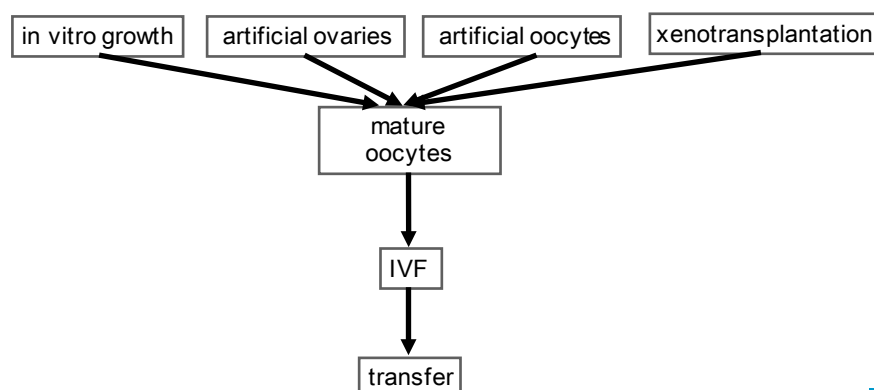 in vitro growth
artificial ovaries
artificial oocytes
xenotransplantation
mature
oocytes
IVF
transfer